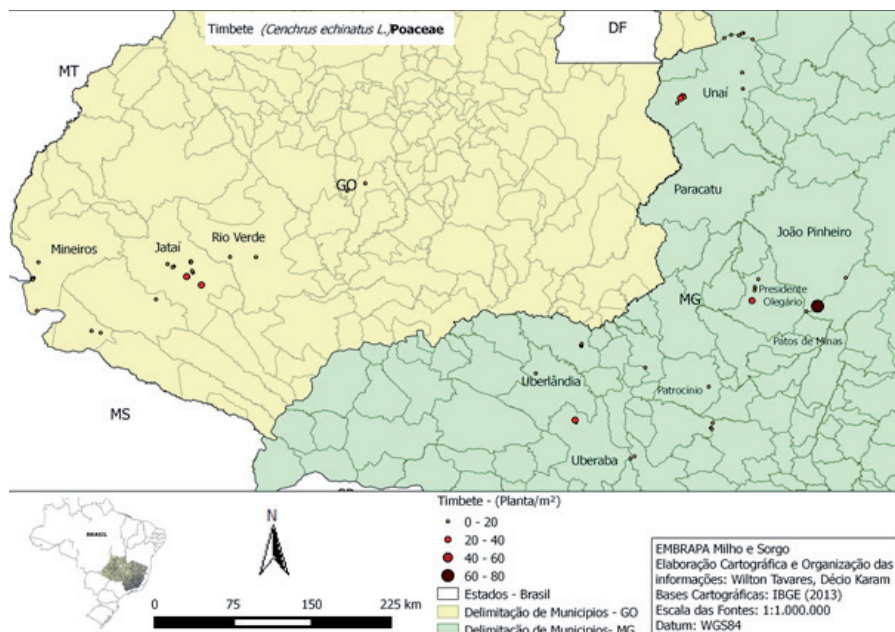 Timbete (Cenchrus echinatus L.)Poaceae
DF
MT
Unaí
GO
Paracatu
João Pinheiro
Rio Verde
Mineiros
Jataí
Presidente
Olegário
MG
Patos de Minas
Uberlândia
Patrocínio
MS
Uberaba
Timbete - (Planta/m²)
0 - 20
20 - 40
40 - 60
60 - 80
Estados - Brasil
Delimitação de Municipios - GO
Delimitação de Municipios- MG
BRASIL
N
0 75 150 225 km
EMBRAPA Milho e Sorgo
Elaboração Cartográfica e Organização das
informações: Wilton Tavares, Décio Karam
Bases Cartográficas: IBGE (2013)
Escala das Fontes: 1:1.000.000
Datum: WGS84